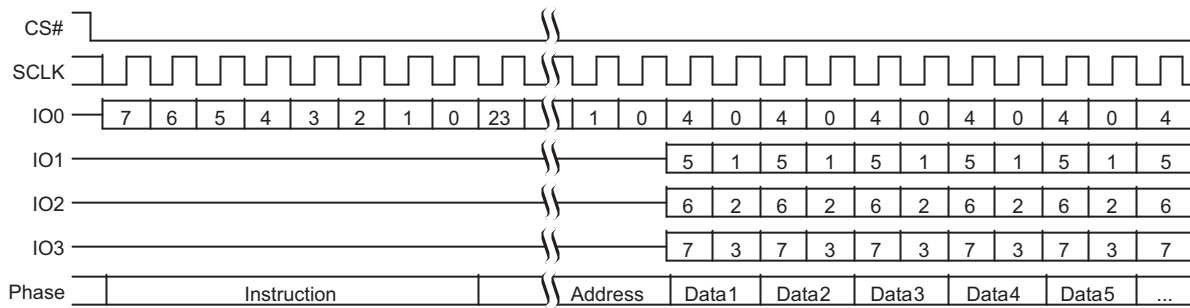 CS#
SCLK
IO0 7 6 5 4 3 2 1 0 23 1 0 4 0 4 0 4 0 4 0 4 0 4
IO1 5 1 5 1 5 1 5 1 5 1 5
IO2 6 2 6 2 6 2 6 2 6 2 6
IO3 7 3 7 3 7 3 7 3 7 3 7
Phase Instruction Address Data1 Data2 Data3 Data4 Data5 ...